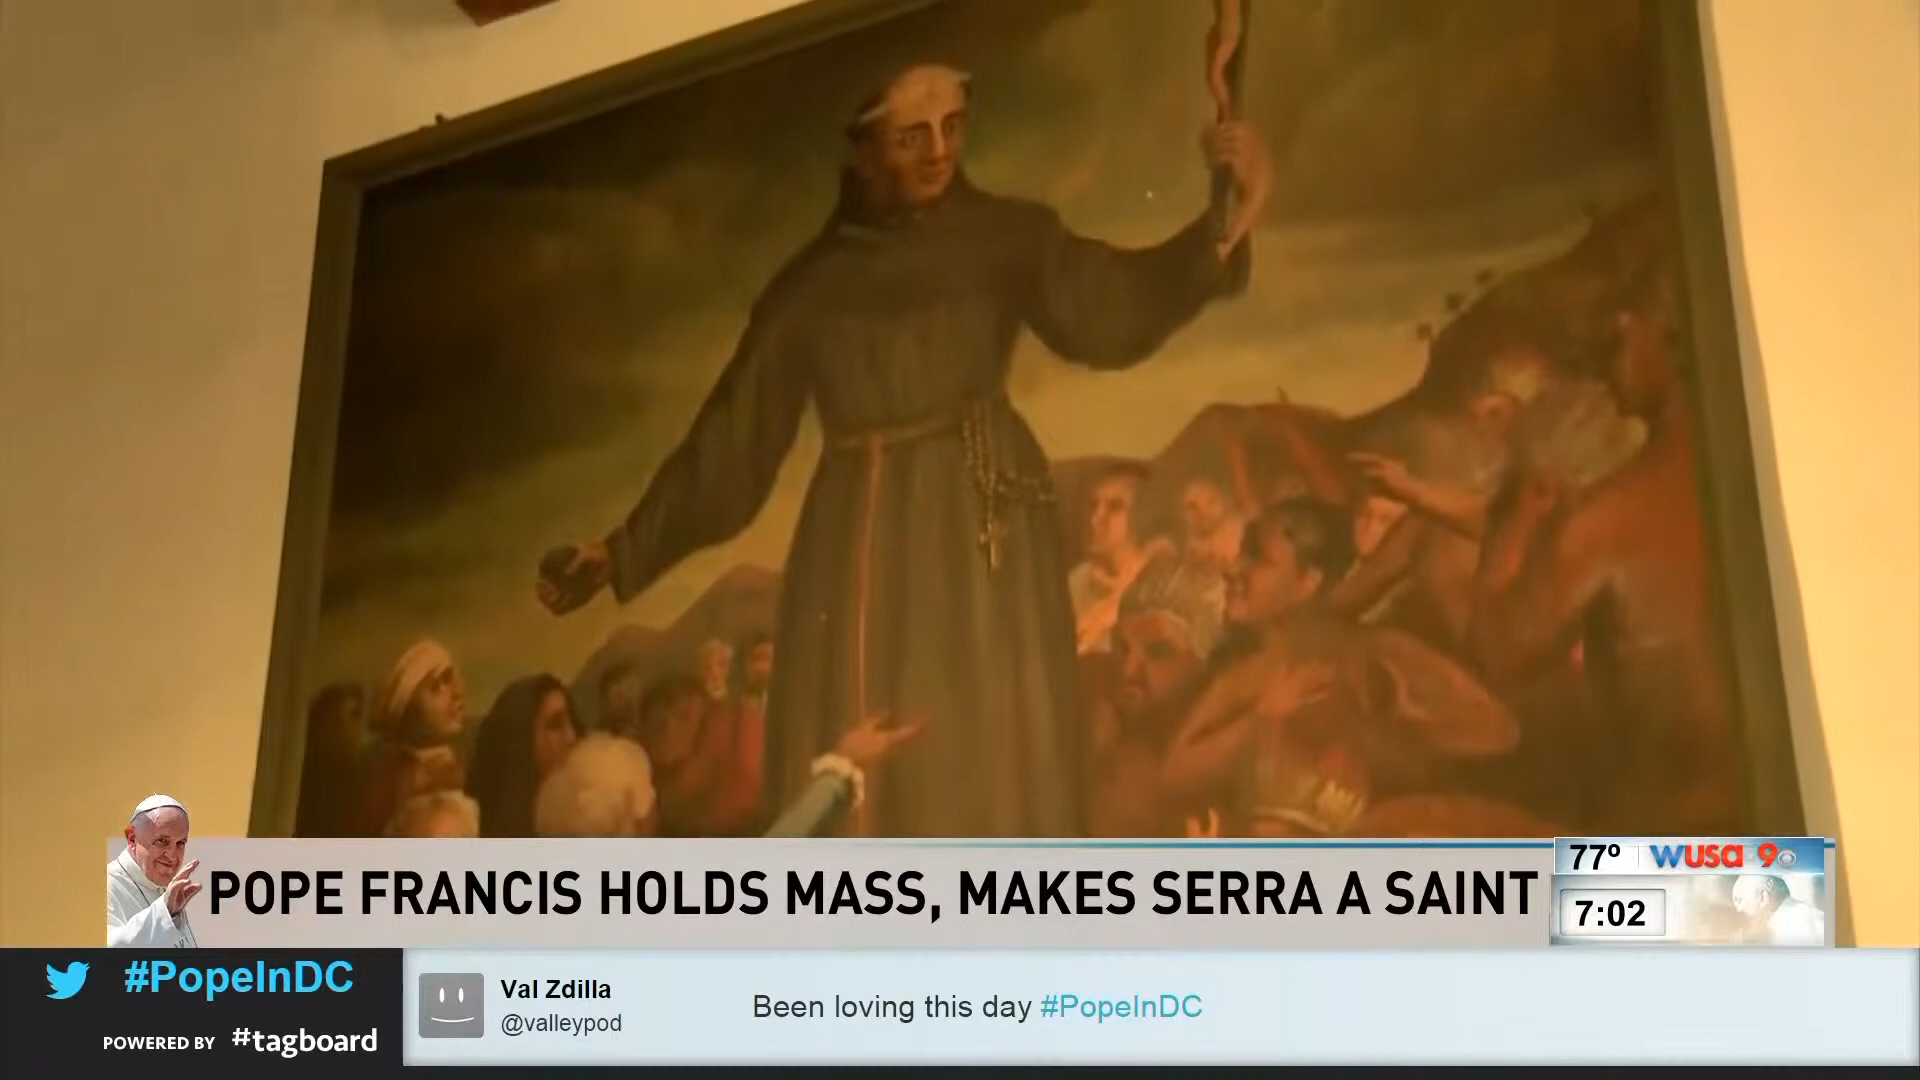 POPE FRANCIS HOLDS MASS, MAKES SERRA A SAINT
77º wusa 9
7:02
#PopeInDC
POWERED BY #tagboard
Val Zdilla
@valleypod
Been loving this day #PopeInDC